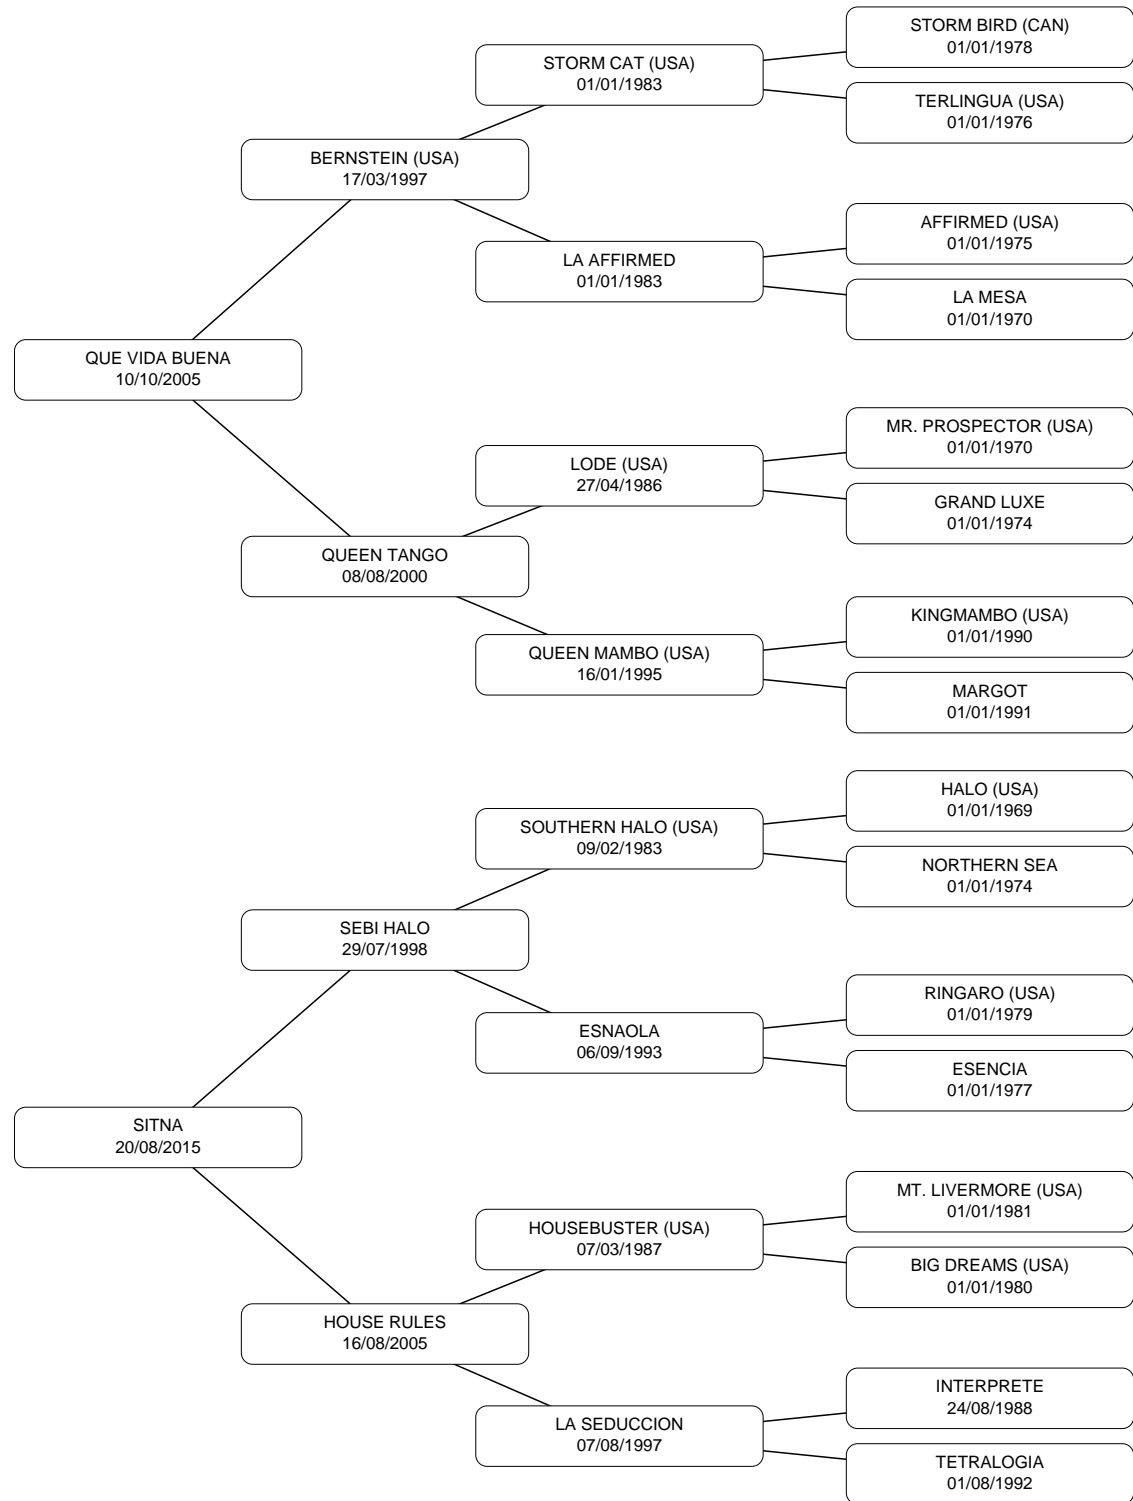 STORM BIRD (CAN)
01/01/1978
STORM CAT (USA)
01/01/1983
TERLINGUA (USA)
01/01/1976
BERNSTEIN (USA)
17/03/1997
AFFIRMED (USA)
01/01/1975
LA AFFIRMED
01/01/1983
LA MESA
01/01/1970
QUE VIDA BUENA
10/10/2005
MR. PROSPECTOR (USA)
01/01/1970
LODE (USA)
27/04/1986
GRAND LUXE
01/01/1974
QUEEN TANGO
08/08/2000
KINGMAMBO (USA)
01/01/1990
QUEEN MAMBO (USA)
16/01/1995
MARGOT
01/01/1991
HALO (USA)
01/01/1969
SOUTHERN HALO (USA)
09/02/1983
NORTHERN SEA
01/01/1974
SEBI HALO
29/07/1998
RINGARO (USA)
01/01/1979
ESNAOLA
06/09/1993
ESENCIA
01/01/1977
SITNA
20/08/2015
MT. LIVERMORE (USA)
01/01/1981
HOUSEBUSTER (USA)
07/03/1987
BIG DREAMS (USA)
01/01/1980
HOUSE RULES
16/08/2005
INTERPRETE
24/08/1988
LA SEDUCCION
07/08/1997
TETRALOGIA
01/08/1992